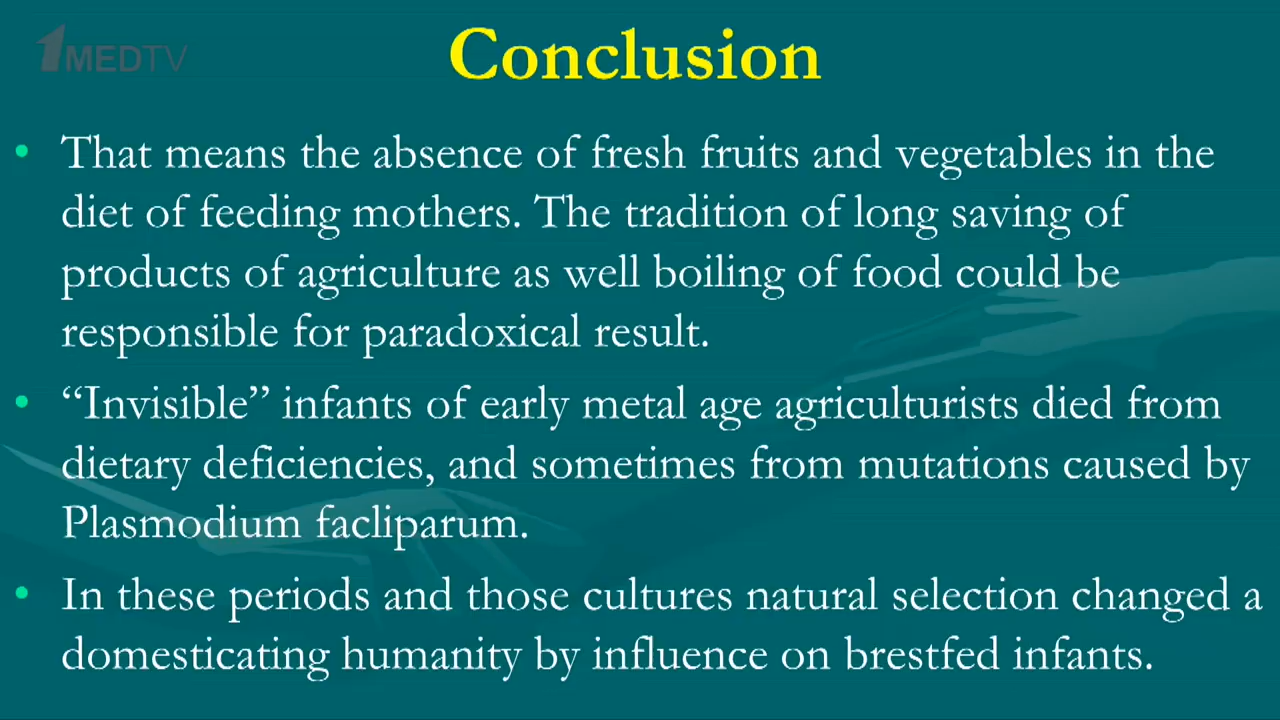 1MEDTV
Conclusion
• That means the absence of fresh fruits and vegetables in the
diet of feeding mothers. The tradition of long saving of
products of agriculture as well boiling of food could be
responsible for paradoxical result.
• “Invisible” infants of early metal age agriculturists died from
dietary deficiencies, and sometimes from mutations caused by
Plasmodium facliparum.
• In these periods and those cultures natural selection changed a
domesticating humanity by influence on brestfed infants.